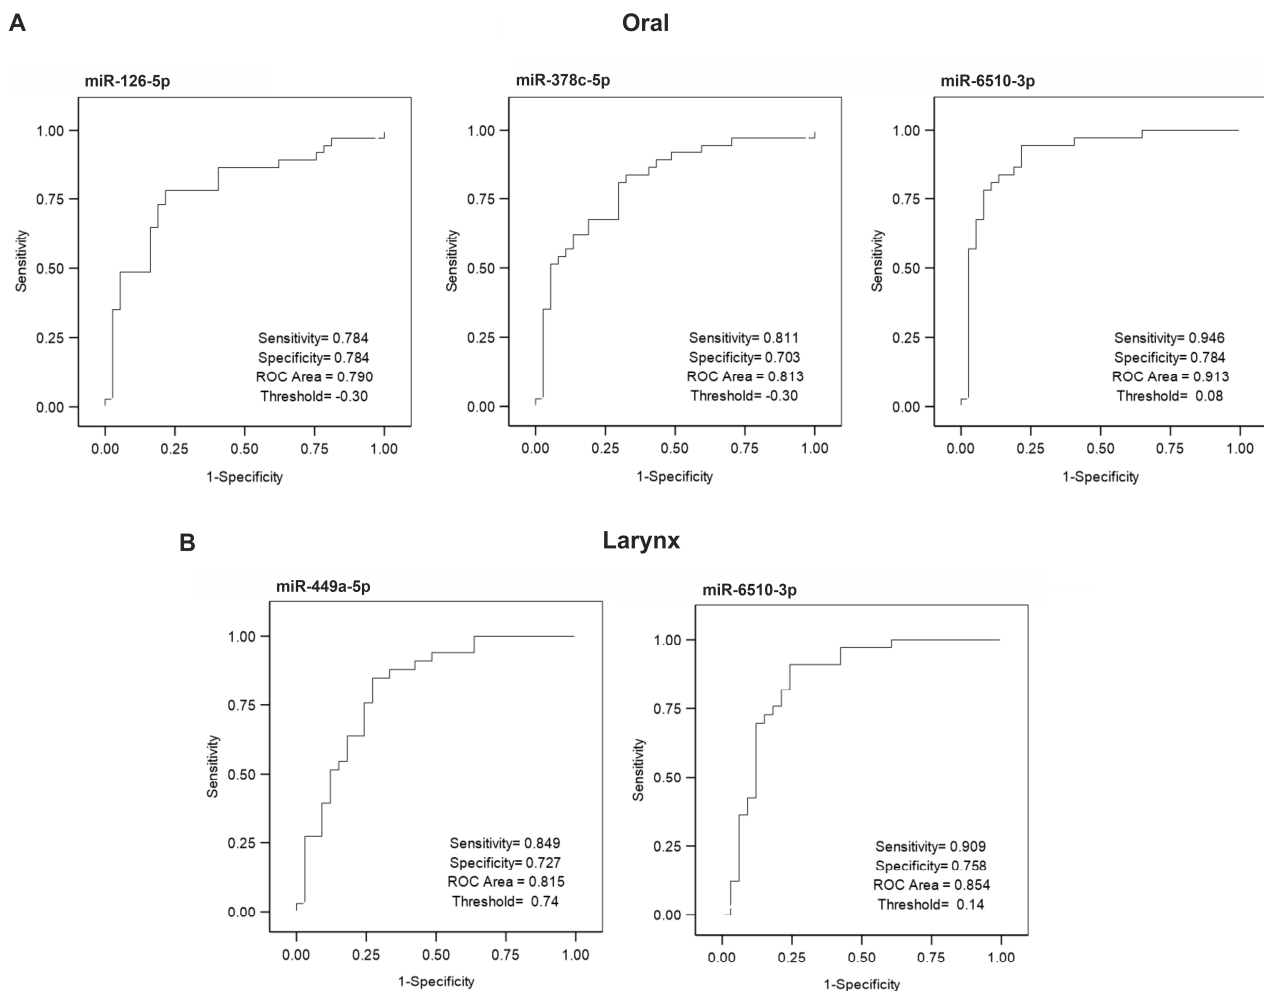 A
Oral
miR-126-5p
1.00
0.75
0.50
0.25
0.00
Sensitivity
Sensitivity= 0.784
Specificity= 0.784
ROC Area = 0.790
Threshold= -0.30
0.00 0.25 0.50 0.75 1.00
1-Specificity
miR-378c-5p
1.00
0.75
0.50
0.25
0.00
Sensitivity
Sensitivity= 0.811
Specificity= 0.703
ROC Area = 0.813
Threshold= -0.30
0.00 0.25 0.50 0.75 1.00
1-Specificity
miR-6510-3p
1.00
0.75
0.50
0.25
0.00
Sensitivity
Sensitivity= 0.946
Specificity= 0.784
ROC Area = 0.913
Threshold= 0.08
0.00 0.25 0.50 0.75 1.00
1-Specificity
B
Larynx
miR-449a-5p
1.00
0.75
0.50
0.25
0.00
Sensitivity
Sensitivity= 0.849
Specificity= 0.727
ROC Area = 0.815
Threshold= 0.74
0.00 0.25 0.50 0.75 1.00
1-Specificity
miR-6510-3p
1.00
0.75
0.50
0.25
0.00
Sensitivity
Sensitivity= 0.909
Specificity= 0.758
ROC Area = 0.854
Threshold= 0.14
0.00 0.25 0.50 0.75 1.00
1-Specificity